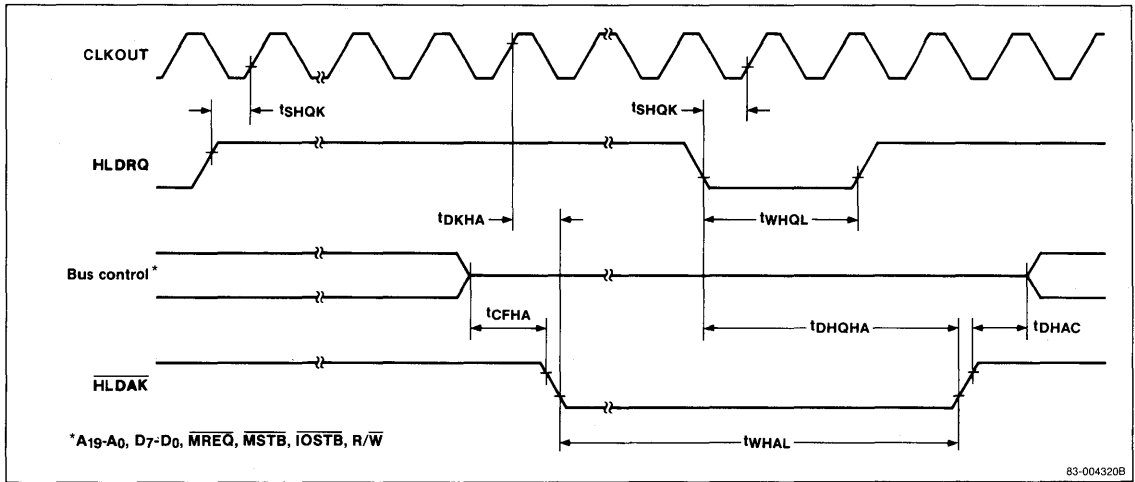 CLKOUT
tSHQK
tSHQK
HLDRQ
tDKHA
tWHQL
Bus control*
tCFHA
tDHQHA
tDHAC
HLDAK
tWHAL
*A19-A0, D7-D0, MREQ, MSTB, IOSTB, R/W
83-004320B